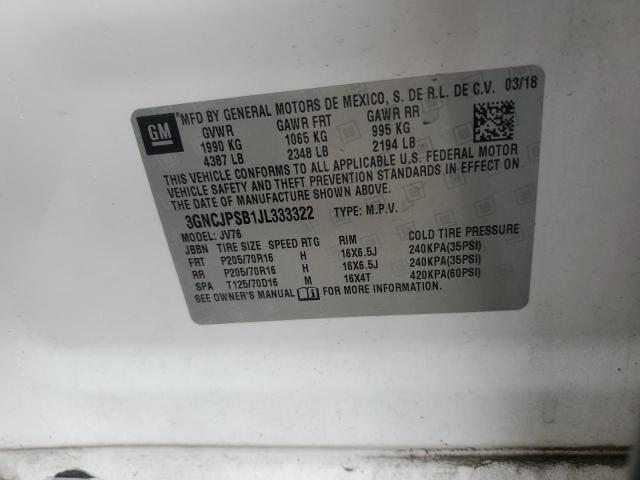 *MFD BY GENERAL MOTORS DE MEXICO, S. DE R.L. DE C.V. 03/18
GM
GVWR GAWR FRT GAWR RR
1990 KG 1065 KG 995 KG
4387 LB 2348 LB 2194 LB
THIS VEHICLE CONFORMS TO ALL APPLICABLE U.S. FEDERAL MOTOR
VEHICLE SAFETY AND THEFT PREVENTION STANDARDS IN EFFECT ON
THE DATE OF MANUFACTURE SHOWN ABOVE.
3GNCJPSB1JL333322 TYPE: M.P.V.
MODEL: JV76
JBBN TIRE SIZE SPEED RTG RIM COLD TIRE PRESSURE
FRT P205/70R16 H 16X6.5J 240KPA(35PSI)
RR P205/70R16 H 16X6.5J 240KPA(35PSI)
SPA T125/70D16 M 16X4T 420KPA(60PSI)
SEE OWNER'S MANUAL FOR MORE INFORMATION.